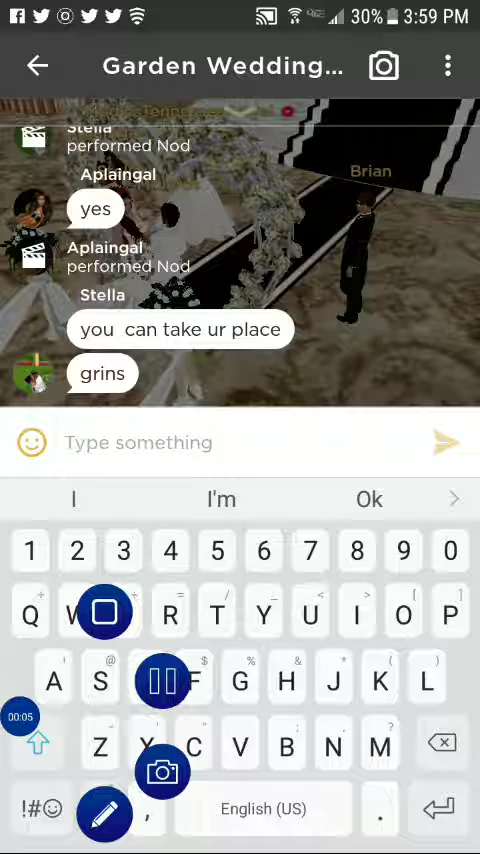 30% 3:59 PM
Garden Wedding...
Stella
performed Nod
Brian
Aplaingal
yes
Aplaingal
performed Nod
Stella
you can take ur place
grins
Type something
I I'm Ok
1 2 3 4 5 6 7 8 9 0
Q W R T Y U I O P
A S F G H J K L
00:05
Z X C V B N M
!#☺ , English (US) .